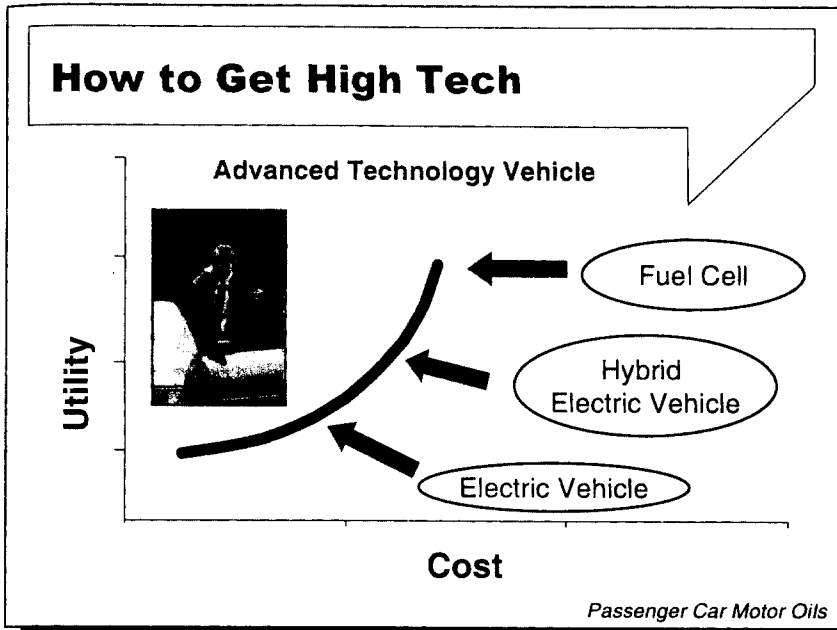 How to Get High Tech
Advanced Technology Vehicle
Fuel Cell
Hybrid
Electric Vehicle
Electric Vehicle
Utility
Cost
Passenger Car Motor Oils